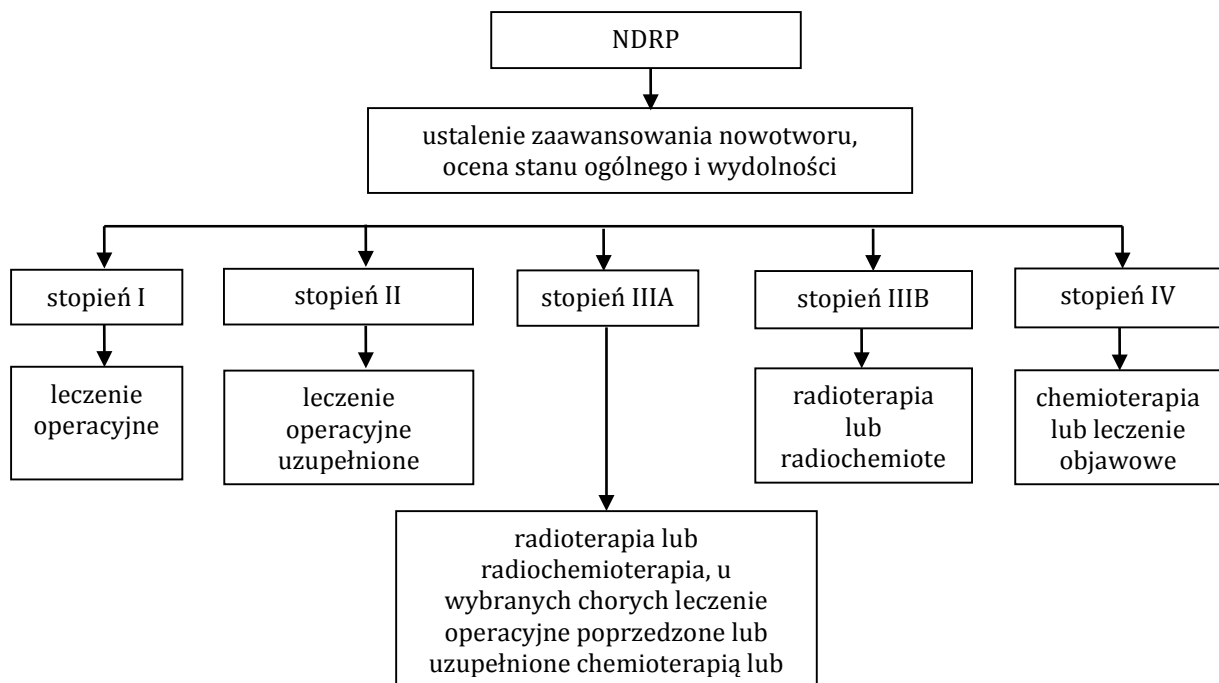 NDRP
ustalenie zaawansowania nowotworu,
ocena stanu ogólnego i wydolności
stopień I
stopień II
stopień IIIA
stopień IIIB
stopień IV
leczenie
operacyjne
leczenie
operacyjne
uzupełnione
radioterapia
lub
radiochemiote
chemioterapia
lub leczenie
objawowe
radioterapia lub
radiochemioterapia, u
wybranych chorych leczenie
operacyjne poprzedzone lub
uzupełnione chemioterapią lub